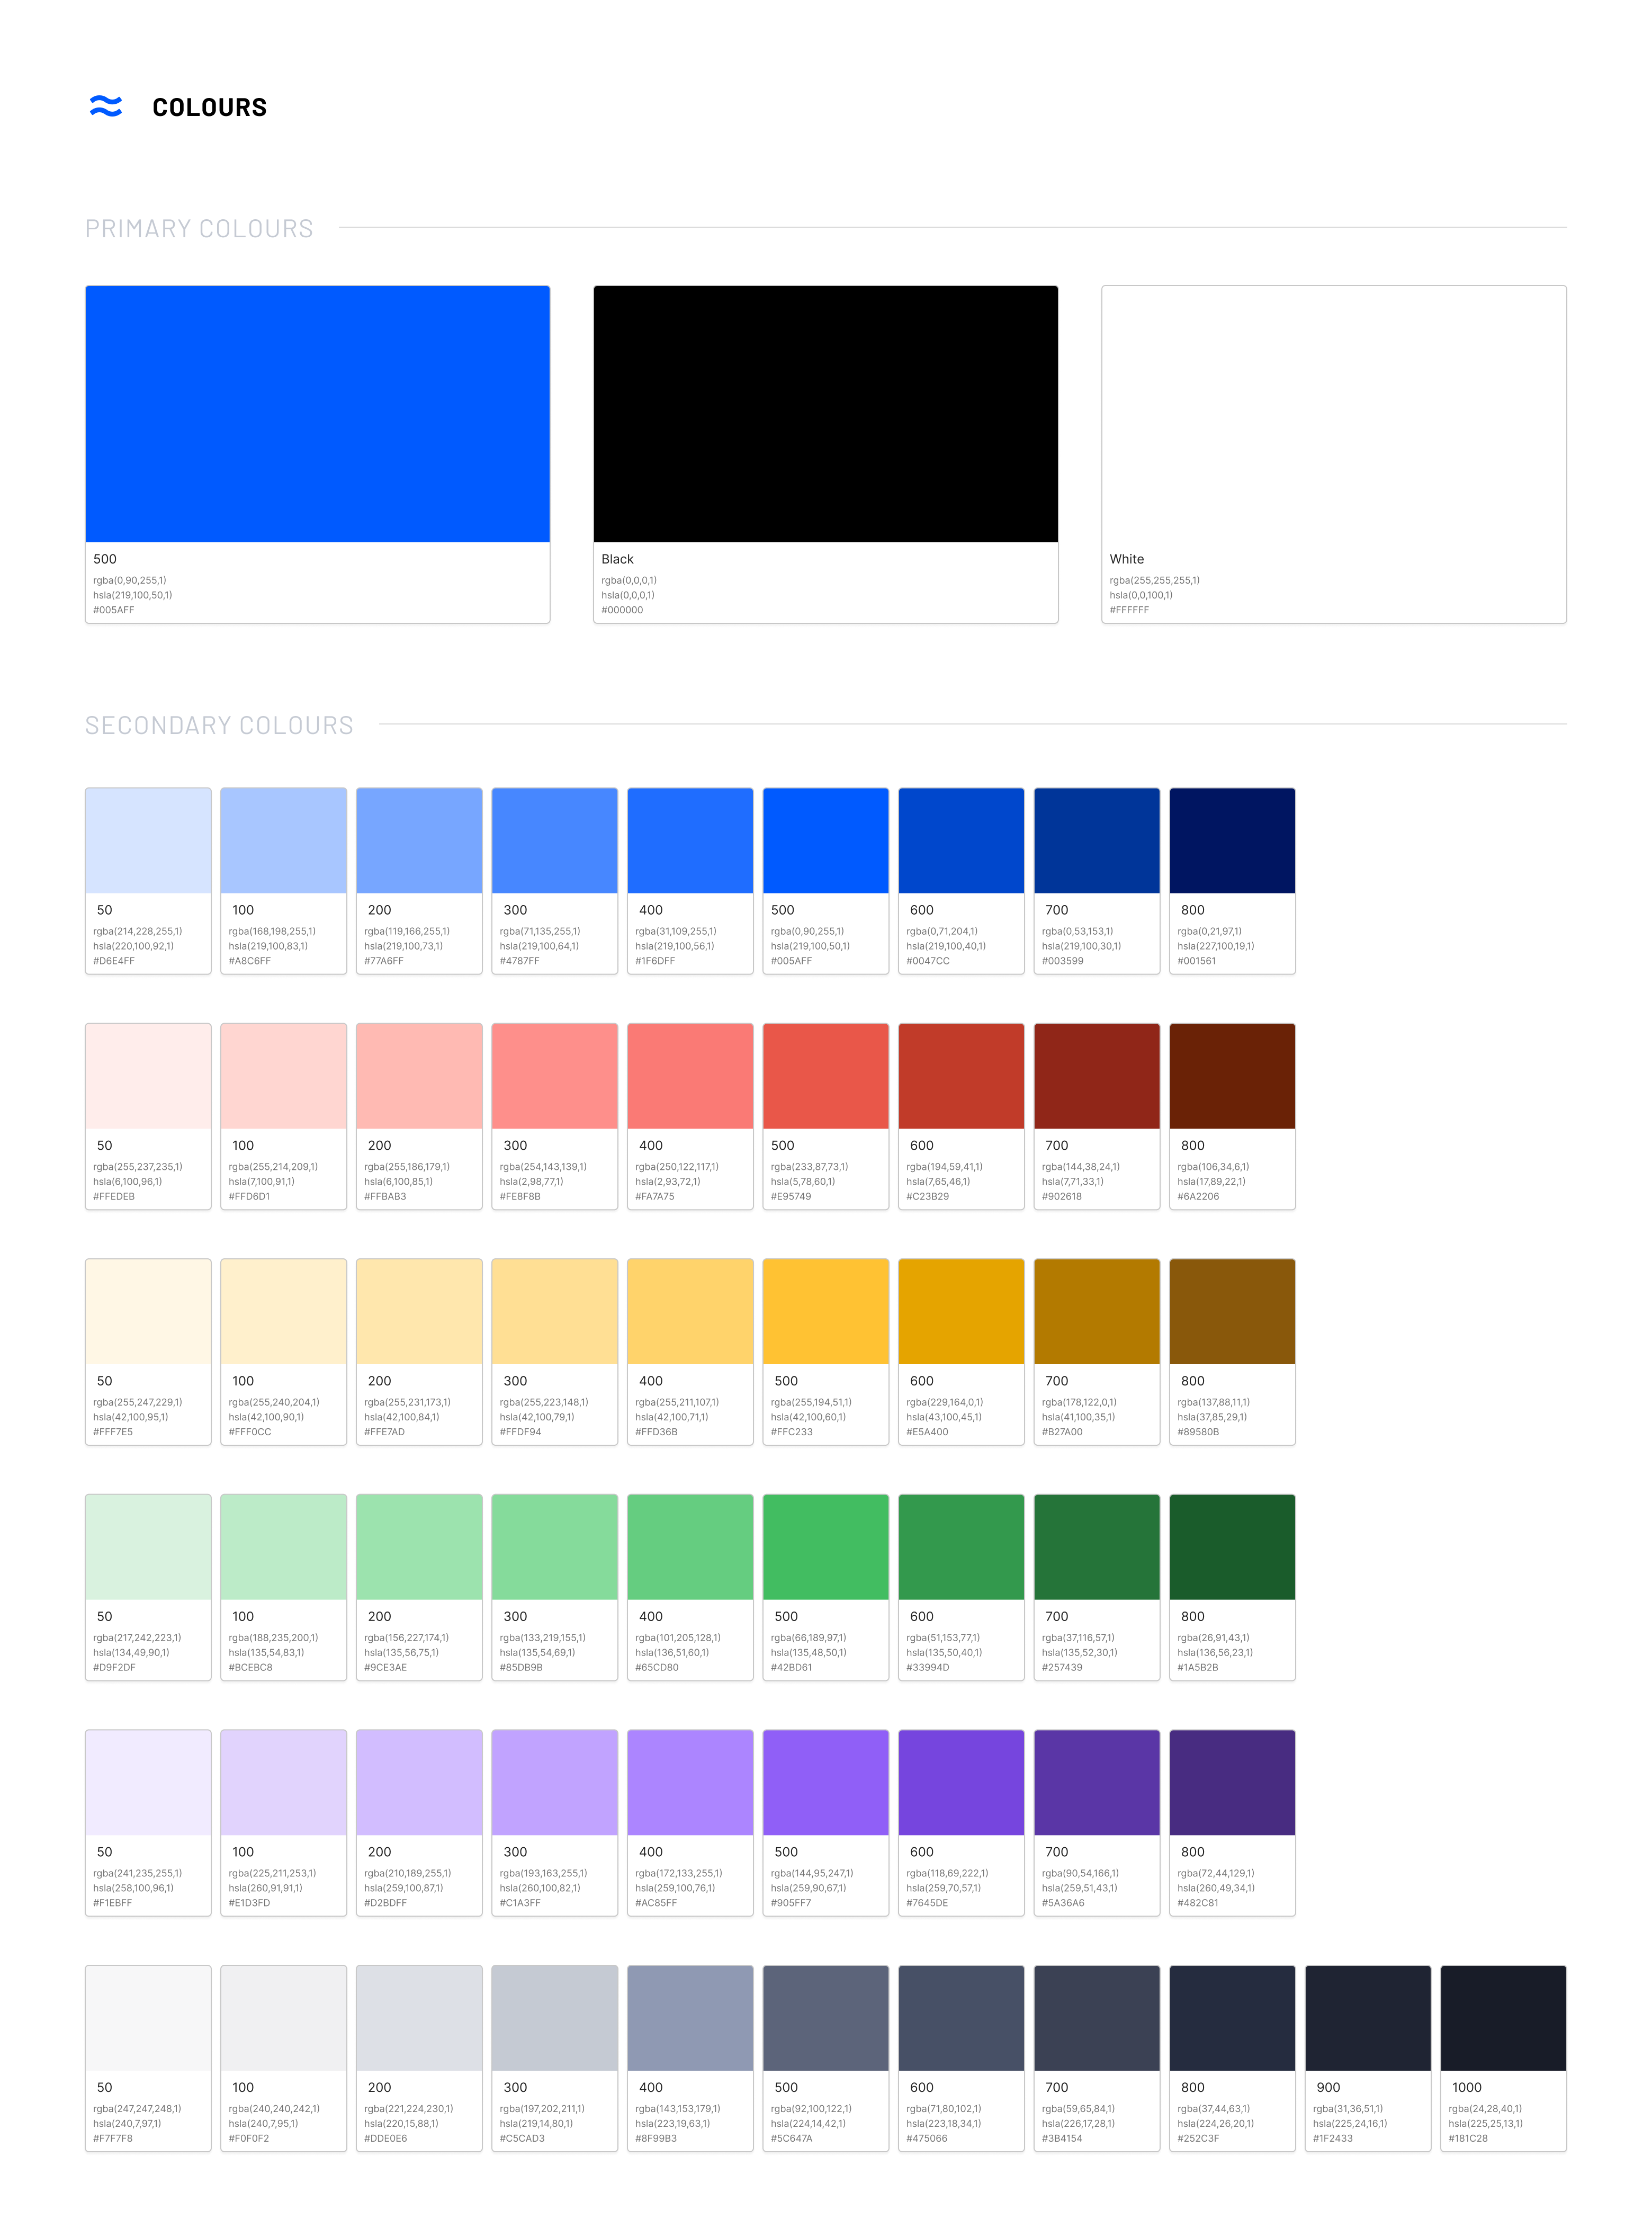 COLOURS
PRIMARY COLOURS
500
rgba(0,90,255,1)
hsla(219,100,50,1)
#005AFF
Black
rgba(0,0,0,1)
hsla(0,0,0,1)
#000000
White
rgba(255,255,255,1)
hsla(0,0,100,1)
#FFFFFF
SECONDARY COLOURS
50
rgba(214,228,255,1)
hsla(220,100,92,1)
#D6E4FF
100
rgba(168,198,255,1)
hsla(219,100,83,1)
#A8C6FF
200
rgba(119,166,255,1)
hsla(219,100,73,1)
#77A6FF
300
rgba(71,135,255,1)
hsla(219,100,64,1)
#4787FF
400
rgba(31,109,255,1)
hsla(219,100,56,1)
#1F6DFF
500
rgba(0,90,255,1)
hsla(219,100,50,1)
#005AFF
600
rgba(0,71,204,1)
hsla(219,100,40,1)
#0047CC
700
rgba(0,53,153,1)
hsla(219,100,30,1)
#003599
800
rgba(0,21,97,1)
hsla(227,100,19,1)
#001561
50
rgba(255,237,235,1)
hsla(6,100,96,1)
#FFEDEB
100
rgba(255,214,209,1)
hsla(7,100,91,1)
#FFD6D1
200
rgba(255,186,179,1)
hsla(6,100,85,1)
#FFBAB3
300
rgba(254,143,139,1)
hsla(2,98,77,1)
#FE8F8B
400
rgba(250,122,117,1)
hsla(2,93,72,1)
#FA7A75
500
rgba(233,87,73,1)
hsla(5,78,60,1)
#E95749
600
rgba(194,59,41,1)
hsla(7,65,46,1)
#C23B29
700
rgba(144,38,24,1)
hsla(7,71,33,1)
#902618
800
rgba(106,34,6,1)
hsla(17,89,22,1)
#6A2206
50
rgba(255,247,229,1)
hsla(42,100,95,1)
#FFF7E5
100
rgba(255,240,204,1)
hsla(42,100,90,1)
#FFF0CC
200
rgba(255,231,173,1)
hsla(42,100,84,1)
#FFE7AD
300
rgba(255,223,148,1)
hsla(42,100,79,1)
#FFDF94
400
rgba(255,211,107,1)
hsla(42,100,71,1)
#FFD36B
500
rgba(255,194,51,1)
hsla(42,100,60,1)
#FFC233
600
rgba(229,164,0,1)
hsla(43,100,45,1)
#E5A400
700
rgba(178,122,0,1)
hsla(41,100,35,1)
#B27A00
800
rgba(137,88,11,1)
hsla(37,85,29,1)
#89580B
50
rgba(217,242,223,1)
hsla(134,49,90,1)
#D9F2DF
100
rgba(188,235,200,1)
hsla(135,54,83,1)
#BCEBC8
200
rgba(156,227,174,1)
hsla(135,56,75,1)
#9CE3AE
300
rgba(133,219,155,1)
hsla(135,54,69,1)
#85DB9B
400
rgba(101,205,128,1)
hsla(136,51,60,1)
#65CD80
500
rgba(66,189,97,1)
hsla(135,48,50,1)
#42BD61
600
rgba(51,153,77,1)
hsla(135,50,40,1)
#33994D
700
rgba(37,116,57,1)
hsla(135,52,30,1)
#257439
800
rgba(26,91,43,1)
hsla(136,56,23,1)
#1A5B2B
50
rgba(241,235,255,1)
hsla(258,100,96,1)
#F1EBFF
100
rgba(225,211,253,1)
hsla(260,91,91,1)
#E1D3FD
200
rgba(210,189,255,1)
hsla(259,100,87,1)
#D2BDFF
300
rgba(193,163,255,1)
hsla(260,100,82,1)
#C1A3FF
400
rgba(172,133,255,1)
hsla(259,100,76,1)
#AC85FF
500
rgba(144,95,247,1)
hsla(259,90,67,1)
#905FF7
600
rgba(118,69,222,1)
hsla(259,70,57,1)
#7645DE
700
rgba(90,54,166,1)
hsla(259,51,43,1)
#5A36A6
800
rgba(72,44,129,1)
hsla(260,49,34,1)
#482C81
50
rgba(247,247,248,1)
hsla(240,7,97,1)
#F7F7F8
100
rgba(240,240,242,1)
hsla(240,7,95,1)
#F0F0F2
200
rgba(221,224,230,1)
hsla(220,15,88,1)
#DDE0E6
300
rgba(197,202,211,1)
hsla(219,14,80,1)
#C5CAD3
400
rgba(143,153,179,1)
hsla(223,19,63,1)
#8F99B3
500
rgba(92,100,122,1)
hsla(224,14,42,1)
#5C647A
600
rgba(71,80,102,1)
hsla(223,18,34,1)
#475066
700
rgba(59,65,84,1)
hsla(226,17,28,1)
#3B4154
800
rgba(37,44,63,1)
hsla(224,26,20,1)
#252C3F
900
rgba(31,36,51,1)
hsla(225,24,16,1)
#1F2433
1000
rgba(24,28,40,1)
hsla(225,25,13,1)
#181C28